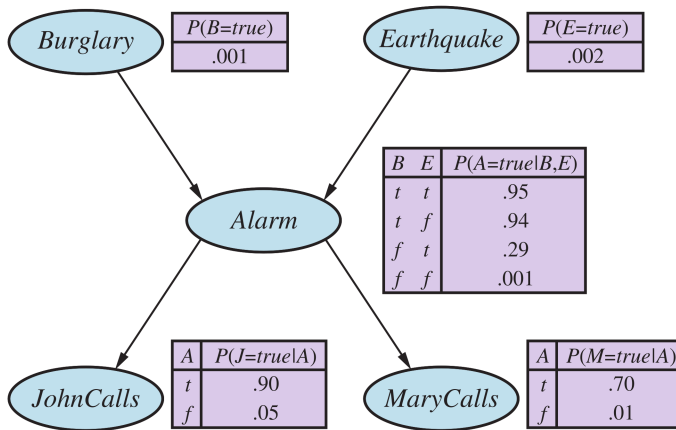 Burglary
P(B=true)
.001
Earthquake
P(E=true)
.002
B E P(A=true|B,E)
t t .95
t f .94
f t .29
f f .001
Alarm
JohnCalls
A P(J=true|A)
t .90
f .05
MaryCalls
A P(M=true|A)
t .70
f .01